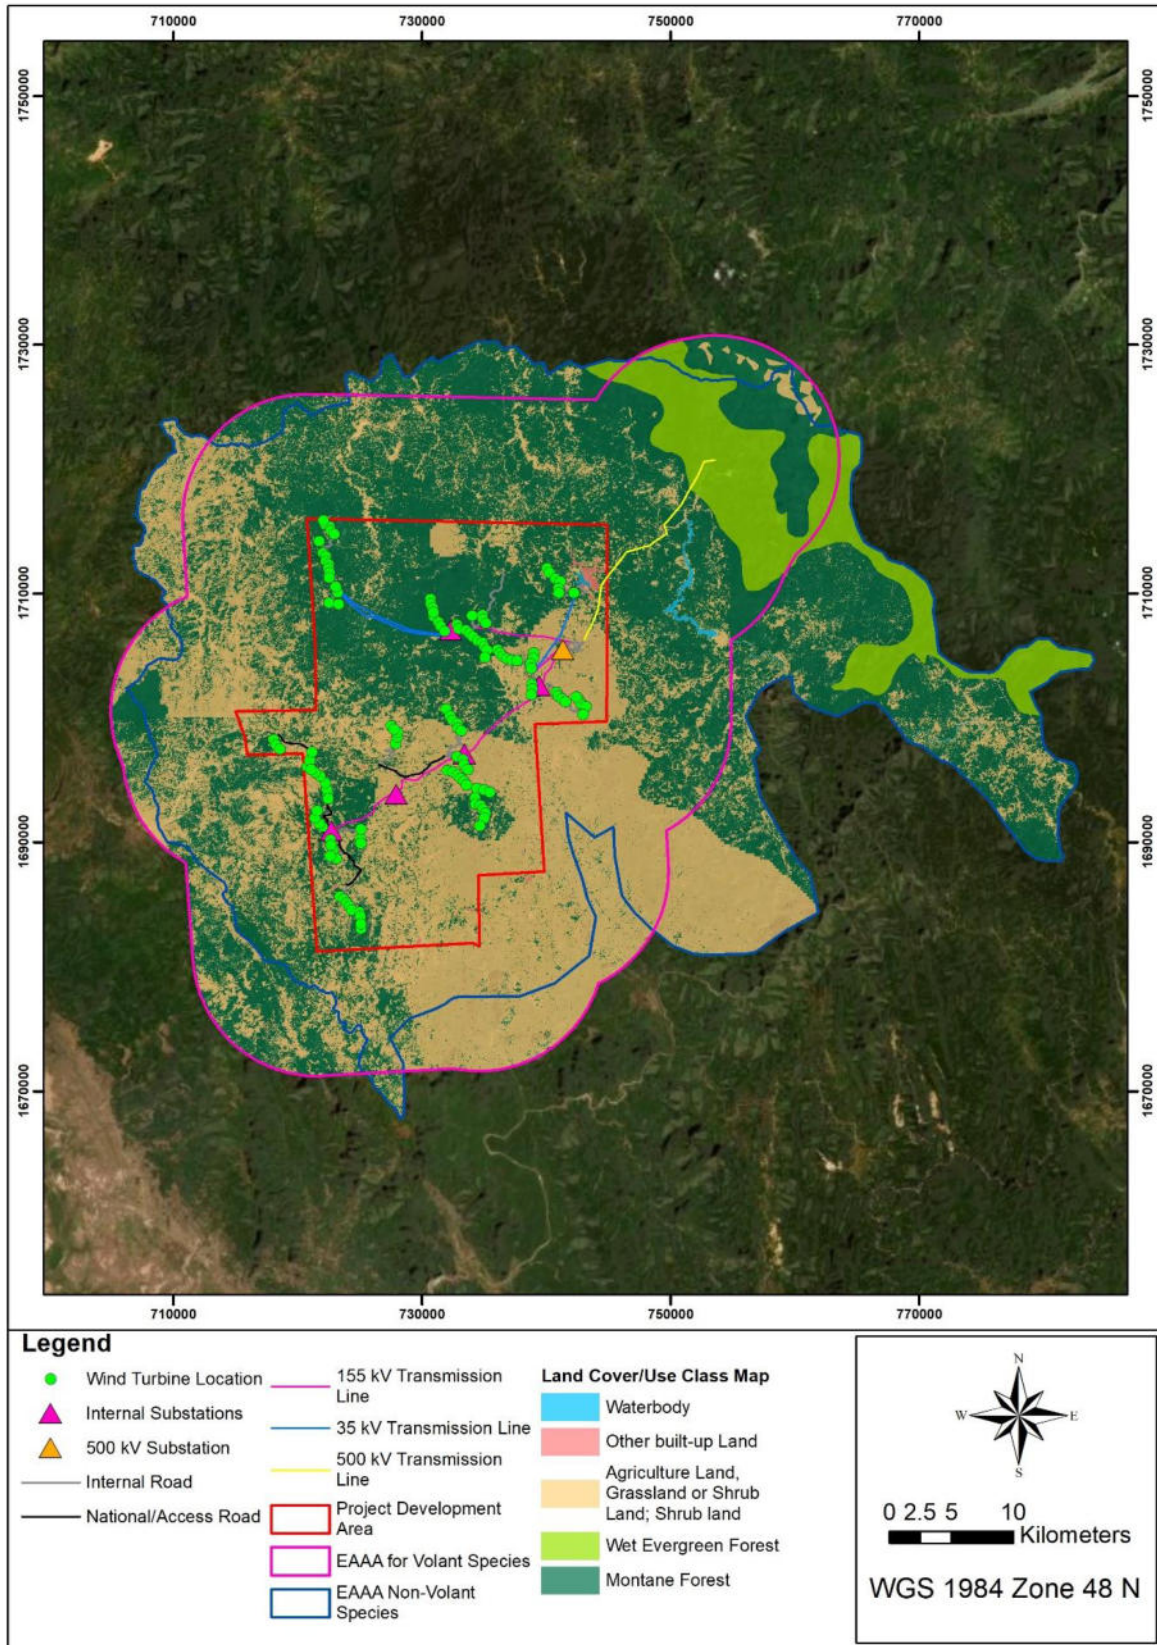 710000
730000
750000
770000
1750000
1750000
1730000
1730000
1710000
1710000
1690000
1690000
1670000
1670000
710000
730000
750000
770000
Legend
Wind Turbine Location
Internal Substations
500 kV Substation
Internal Road
National/Access Road
155 kV Transmission
Line
35 kV Transmission Line
500 kV Transmission
Line
Project Development
Area
EAAA for Volant Species
EAAA Non-Volant
Species
Land Cover/Use Class Map
Waterbody
Other built-up Land
Agriculture Land,
Grassland or Shrub
Land; Shrub land
Wet Evergreen Forest
Montane Forest
N
W
E
S
0 2.5 5 10
Kilometers
WGS 1984 Zone 48 N